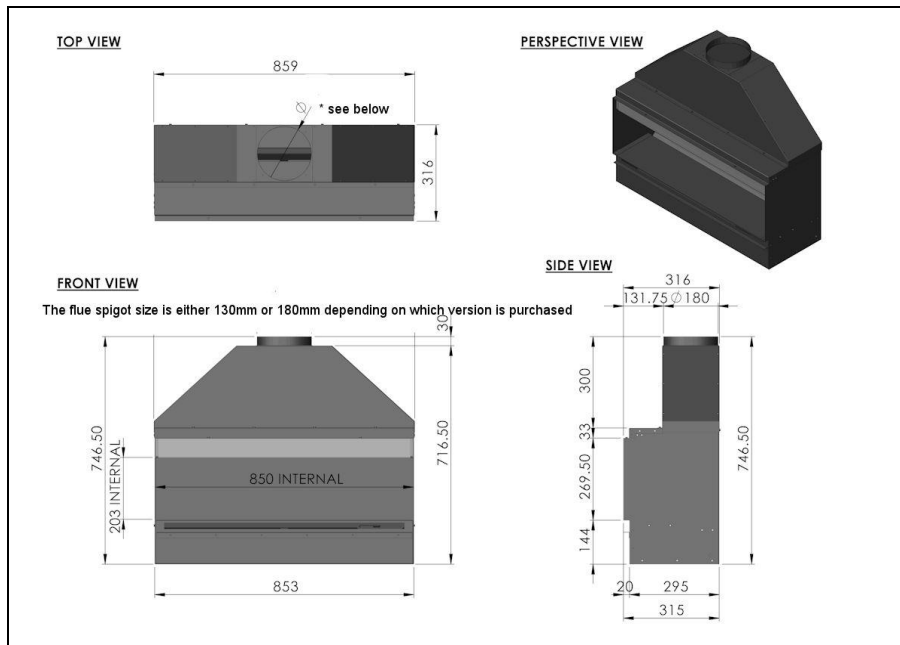 TOP VIEW
PERSPECTIVE VIEW
859
Ø * see below
316
FRONT VIEW
SIDE VIEW
The flue spigot size is either 130mm or 180mm depending on which version is purchased
316
131.75 Ø180
30
746.50
203 INTERNAL
850 INTERNAL
716.50
853
300
33
269.50
144
746.50
20
295
315